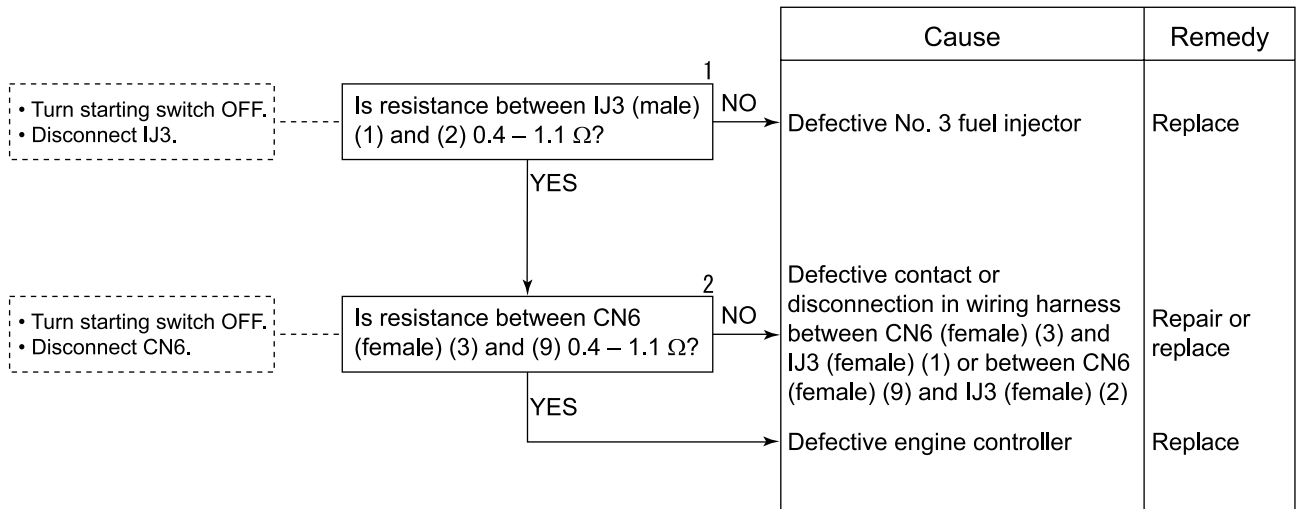 Cause
Remedy
1
• Turn starting switch OFF.
• Disconnect IJ3.
Is resistance between IJ3 (male)
(1) and (2) 0.4 – 1.1 Ω?
NO
Defective No. 3 fuel injector
Replace
YES
2
• Turn starting switch OFF.
• Disconnect CN6.
Is resistance between CN6
(female) (3) and (9) 0.4 – 1.1 Ω?
NO
Defective contact or
disconnection in wiring harness
between CN6 (female) (3) and
IJ3 (female) (1) or between CN6
(female) (9) and IJ3 (female) (2)
Repair or
replace
YES
Defective engine controller
Replace